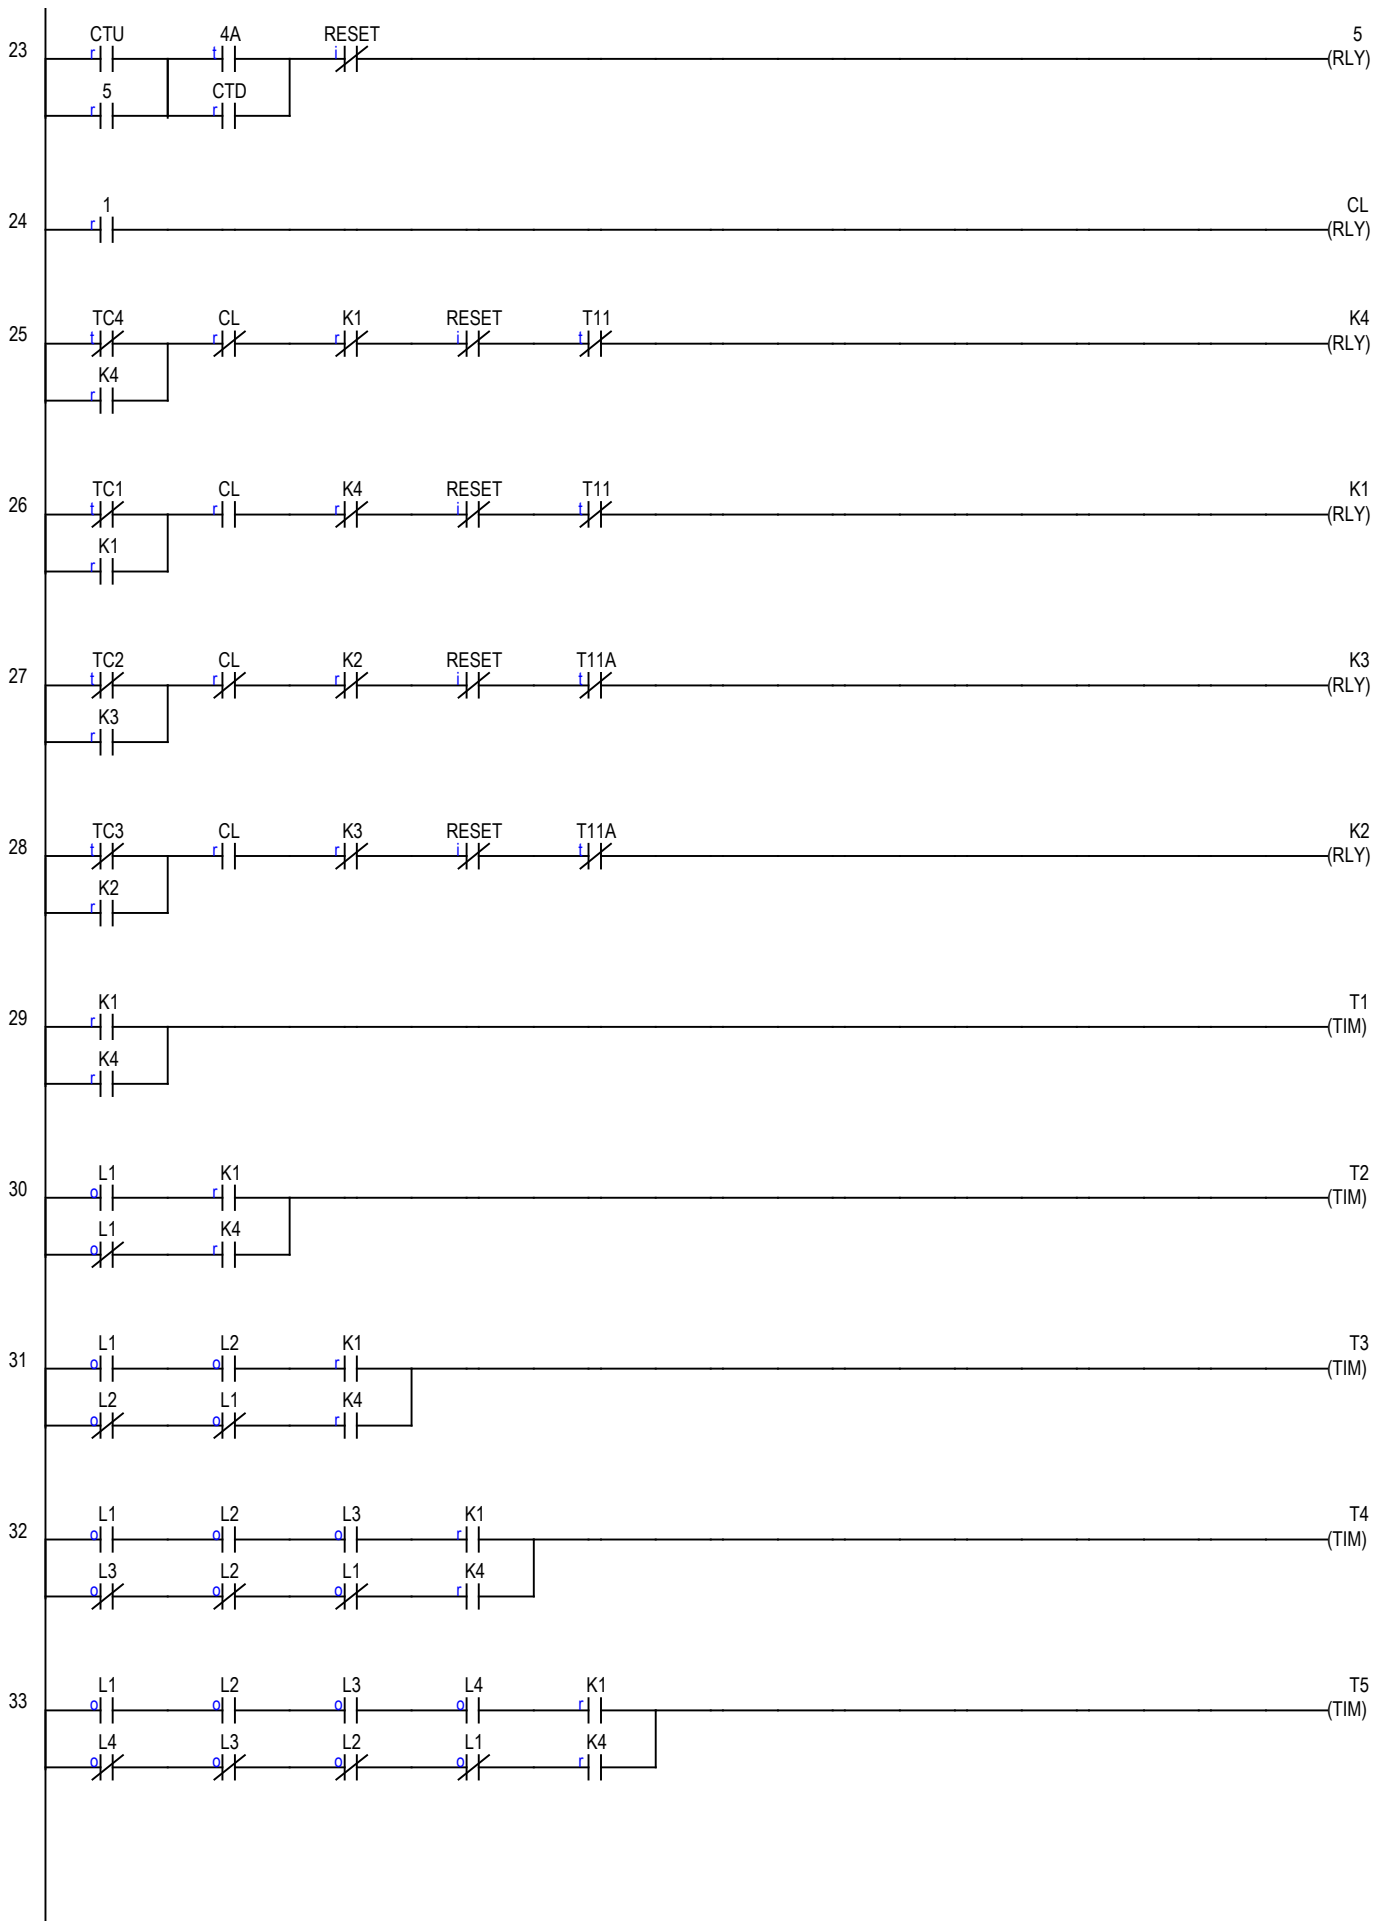 CTU 4A RESET 5
23 r t i (RLY)
5 CTD
r r
1 CL
24 r (RLY)
TC4 CL K1 RESET T11 K4
25 t r r i t (RLY)
K4
r
TC1 CL K4 RESET T11 K1
26 t r r i t (RLY)
K1
r
TC2 CL K2 RESET T11A K3
27 t r r i t (RLY)
K3
r
TC3 CL K3 RESET T11A K2
28 t r r i t (RLY)
K2
r
K1 T1
29 r (TIM)
K4
r
L1 K1 T2
30 o r (TIM)
L1 K4
o r
L1 L2 K1 T3
31 o o r (TIM)
L2 L1 K4
o o r
L1 L2 L3 K1 T4
32 o o o r (TIM)
L3 L2 L1 K4
o o o r
L1 L2 L3 L4 K1 T5
33 o o o o r (TIM)
L4 L3 L2 L1 K4
o o o o r